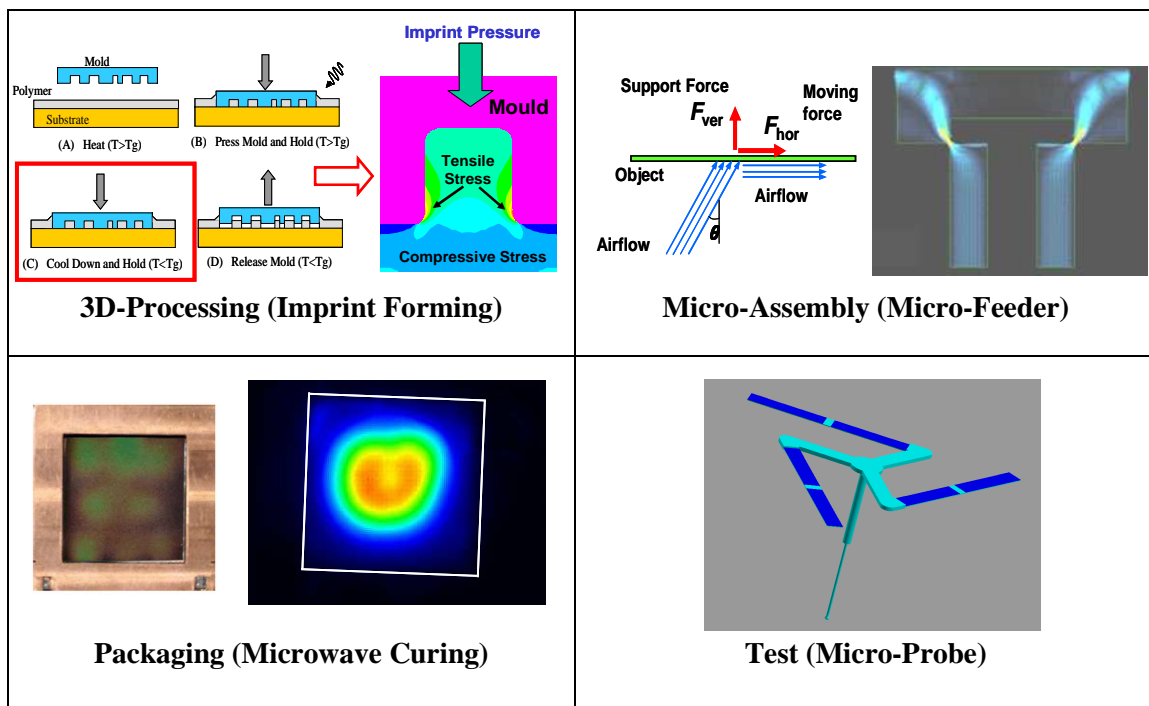 Mold
Polymer
Substrate
(A) Heat (T>Tg)
(B) Press Mold and Hold (T>Tg)
(C) Cool Down and Hold (T<Tg)
(D) Release Mold (T<Tg)
Imprint Pressure
Mould
Tensile
Stress
Compressive Stress
3D-Processing (Imprint Forming)
Support Force
Fver
Moving
force
Fhor
Object
Airflow
θ
Airflow
Micro-Assembly (Micro-Feeder)
Packaging (Microwave Curing)
Test (Micro-Probe)